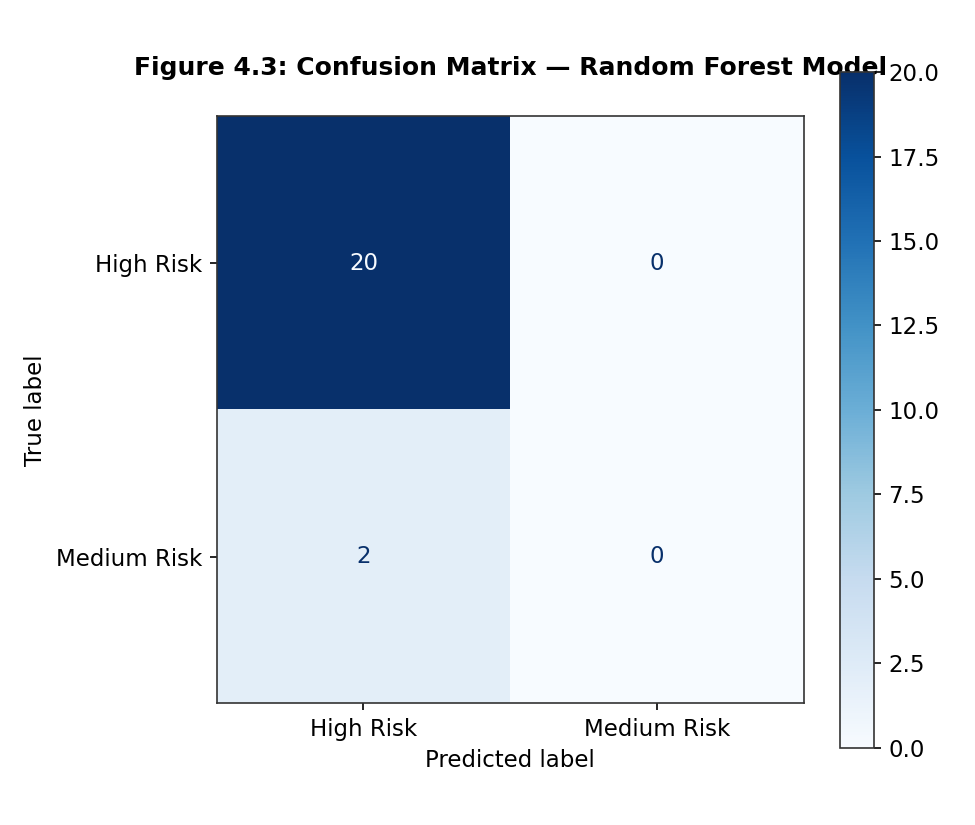 Figure 4.3: Confusion Matrix — Random Forest Model
20.0
17.5
15.0
12.5
10.0
7.5
5.0
2.5
0.0
True label
High Risk
20
0
Medium Risk
2
0
High Risk
Medium Risk
Predicted label